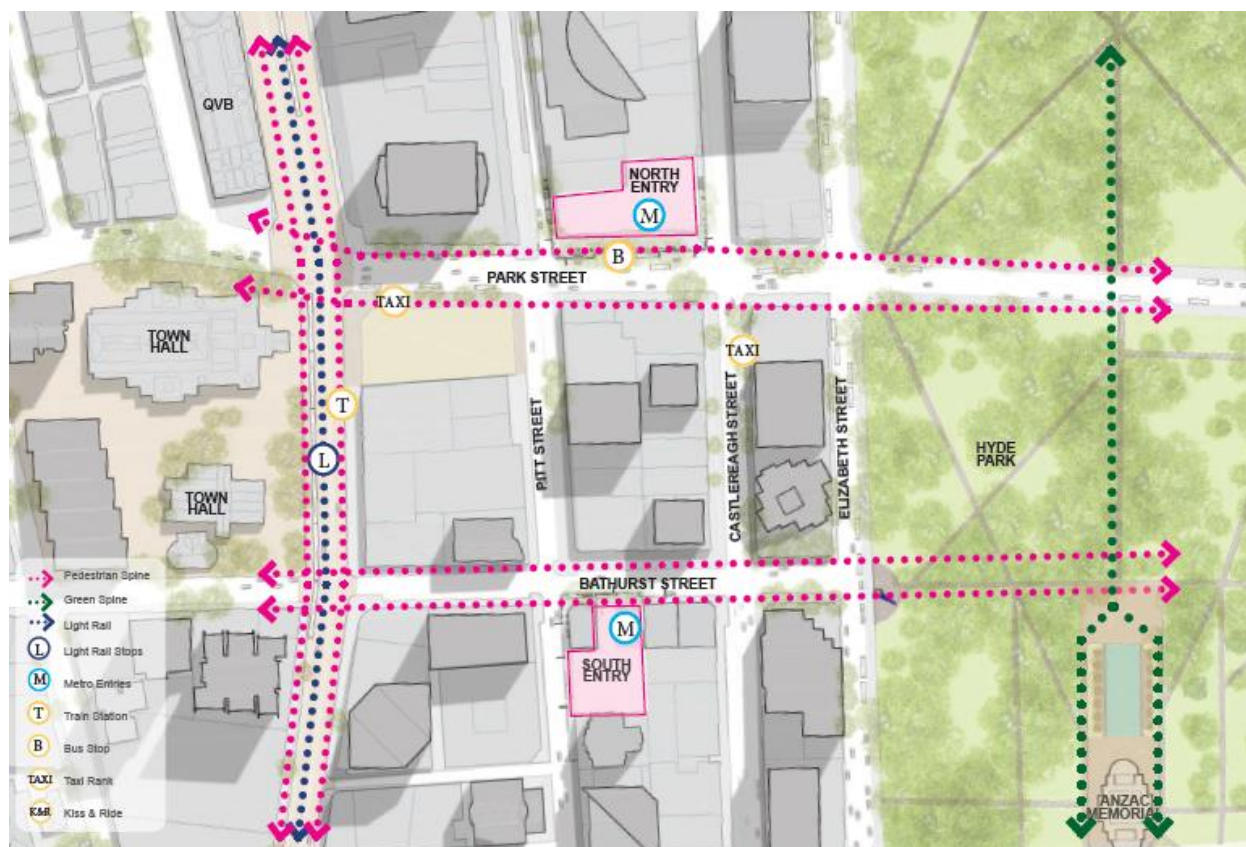 QVB
NORTH
ENTRY
M
B
PARK STREET
TAXI
TOWN
HALL
TAXI
T
L
PITT STREET
CASTLEREAGH STREET
ELIZABETH STREET
HYDE
PARK
TOWN
HALL
BATHURST STREET
M
SOUTH
ENTRY
ANZAC
MEMORIAL
Pedestrian Spine
Green Spine
Light Rail
L Light Rail Stops
M Metro Entries
T Train Station
B Bus Stop
TAXI Taxi Rank
K&R Kiss & Ride